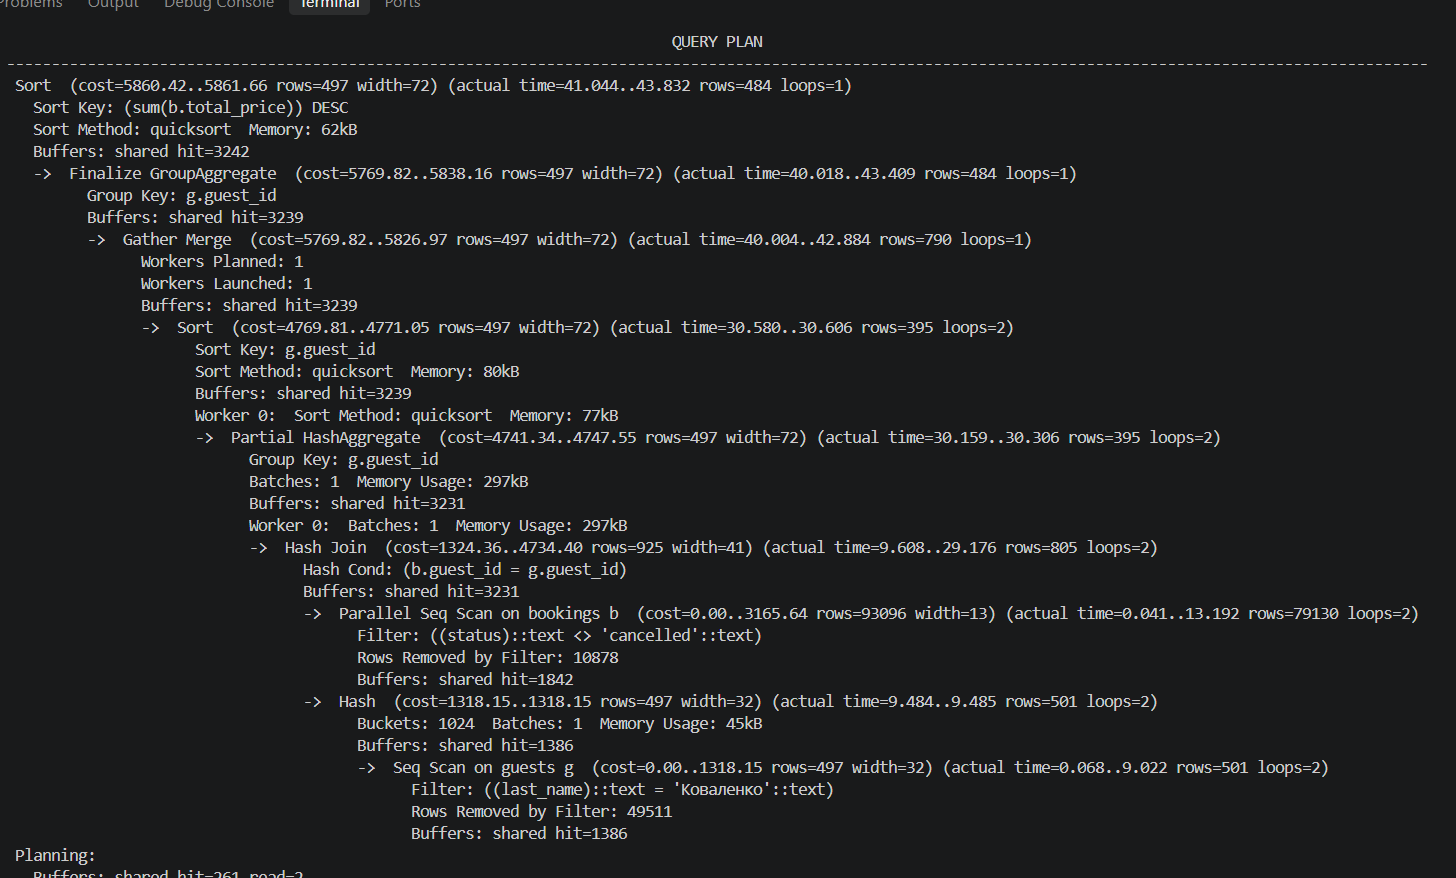 Problems Output Debug Console Terminal Ports
QUERY PLAN
--------------------------------------------------------------------------------------------------------------------------------------------------------------
Sort  (cost=5860.42..5861.66 rows=497 width=72) (actual time=41.044..43.832 rows=484 loops=1)
  Sort Key: (sum(b.total_price)) DESC
  Sort Method: quicksort  Memory: 62kB
  Buffers: shared hit=3242
  ->  Finalize GroupAggregate  (cost=5769.82..5838.16 rows=497 width=72) (actual time=40.018..43.409 rows=484 loops=1)
        Group Key: g.guest_id
        Buffers: shared hit=3239
        ->  Gather Merge  (cost=5769.82..5826.97 rows=497 width=72) (actual time=40.004..42.884 rows=790 loops=1)
              Workers Planned: 1
              Workers Launched: 1
              Buffers: shared hit=3239
              ->  Sort  (cost=4769.81..4771.05 rows=497 width=72) (actual time=30.580..30.606 rows=395 loops=2)
                    Sort Key: g.guest_id
                    Sort Method: quicksort  Memory: 80kB
                    Buffers: shared hit=3239
                    Worker 0:  Sort Method: quicksort  Memory: 77kB
                    ->  Partial HashAggregate  (cost=4741.34..4747.55 rows=497 width=72) (actual time=30.159..30.306 rows=395 loops=2)
                          Group Key: g.guest_id
                          Batches: 1  Memory Usage: 297kB
                          Buffers: shared hit=3231
                          Worker 0:  Batches: 1  Memory Usage: 297kB
                          ->  Hash Join  (cost=1324.36..4734.40 rows=925 width=41) (actual time=9.608..29.176 rows=805 loops=2)
                                Hash Cond: (b.guest_id = g.guest_id)
                                Buffers: shared hit=3231
                                ->  Parallel Seq Scan on bookings b  (cost=0.00..3165.64 rows=93096 width=13) (actual time=0.041..13.192 rows=79130 loops=2)
                                      Filter: ((status)::text <> 'cancelled'::text)
                                      Rows Removed by Filter: 10878
                                      Buffers: shared hit=1842
                                ->  Hash  (cost=1318.15..1318.15 rows=497 width=32) (actual time=9.484..9.485 rows=501 loops=2)
                                      Buckets: 1024  Batches: 1  Memory Usage: 45kB
                                      Buffers: shared hit=1386
                                      ->  Seq Scan on guests g  (cost=0.00..1318.15 rows=497 width=32) (actual time=0.068..9.022 rows=501 loops=2)
                                            Filter: ((last_name)::text = 'Коваленко'::text)
                                            Rows Removed by Filter: 49511
                                            Buffers: shared hit=1386
Planning:
  Buffers: shared hit=261 read=2